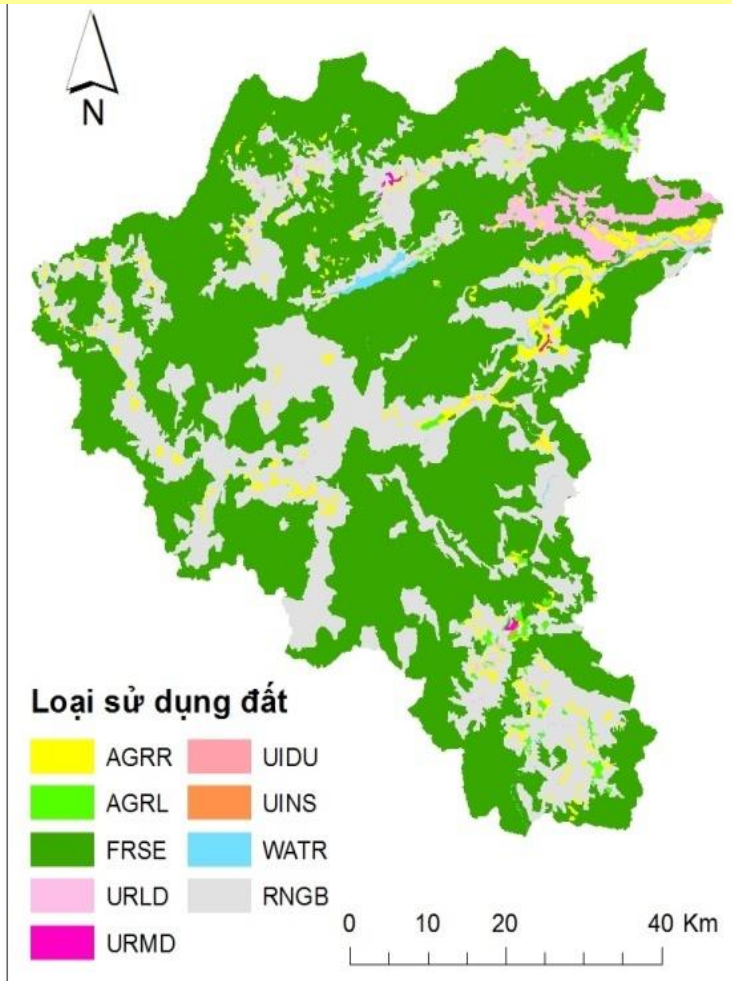 N
Loại sử dụng đất
AGRR
AGRL
FRSE
URLD
URMD
UIDU
UINS
WATR
RNGB
0 10 20 40 Km